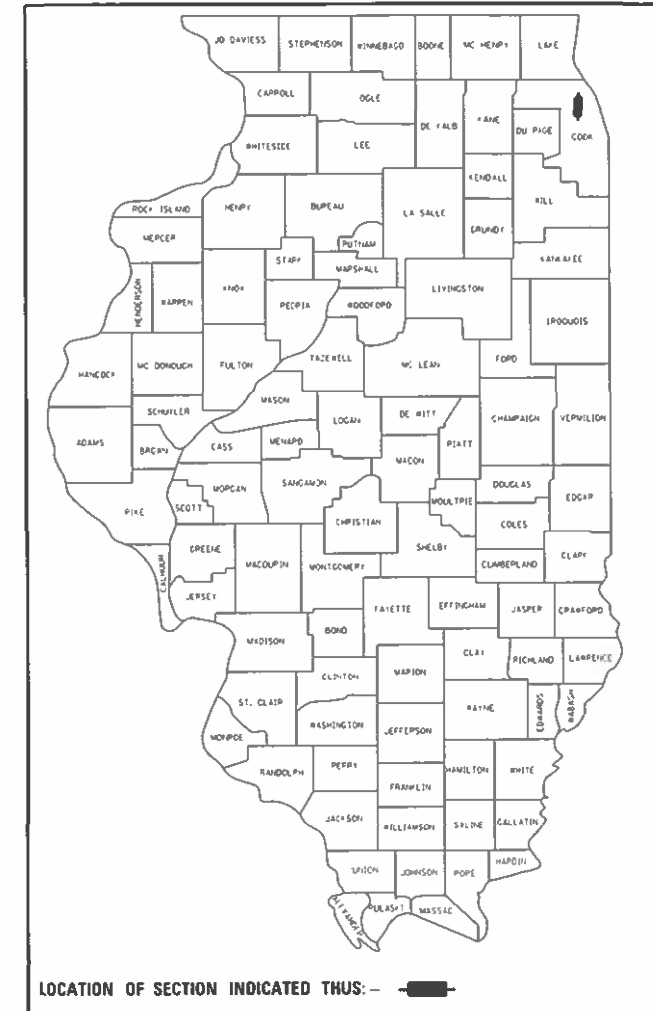 JO DAVIESS STEPHENSON WINNEBAGO BOONE MC HENRY LAKE
CARROLL OGLE DE KALB KANE DU PAGE COOK
WHITESIDE LEE KENDALL WILL
ROCK ISLAND HENRY BUREAU LA SALLE GRUNDY
MERCER PUTNAM KANKAKEE
STARK MARSHALL
HENDERSON WARREN KNOX PEORIA WOODFORD LIVINGSTON IROQUOIS
HANCOCK MC DONOUGH FULTON TAZEWELL MC LEAN FORD
SCHUYLER MASON LOGAN DE WITT CHAMPAIGN VERMILION
ADAMS BROWN CASS MENARD MACON PIATT
PIKE SCOTT MORGAN SANGAMON CHRISTIAN MOULTRIE DOUGLAS EDGAR
COLES
CALHOUN GREENE MACOUPIN MONTGOMERY SHELBY CUMBERLAND CLARK
JERSEY FAYETTE EFFINGHAM JASPER CRAWFORD
MADISON BOND CLAY RICHLAND LAWRENCE
CLINTON MARION
ST. CLAIR WASHINGTON JEFFERSON WAYNE EDWARDS WABASH
MONROE
RANDOLPH PERRY FRANKLIN HAMILTON WHITE
JACKSON WILLIAMSON SALINE GALLATIN
UNION JOHNSON POPE HARDIN
ALEXANDER PULASKI MASSAC
LOCATION OF SECTION INDICATED THUS: –